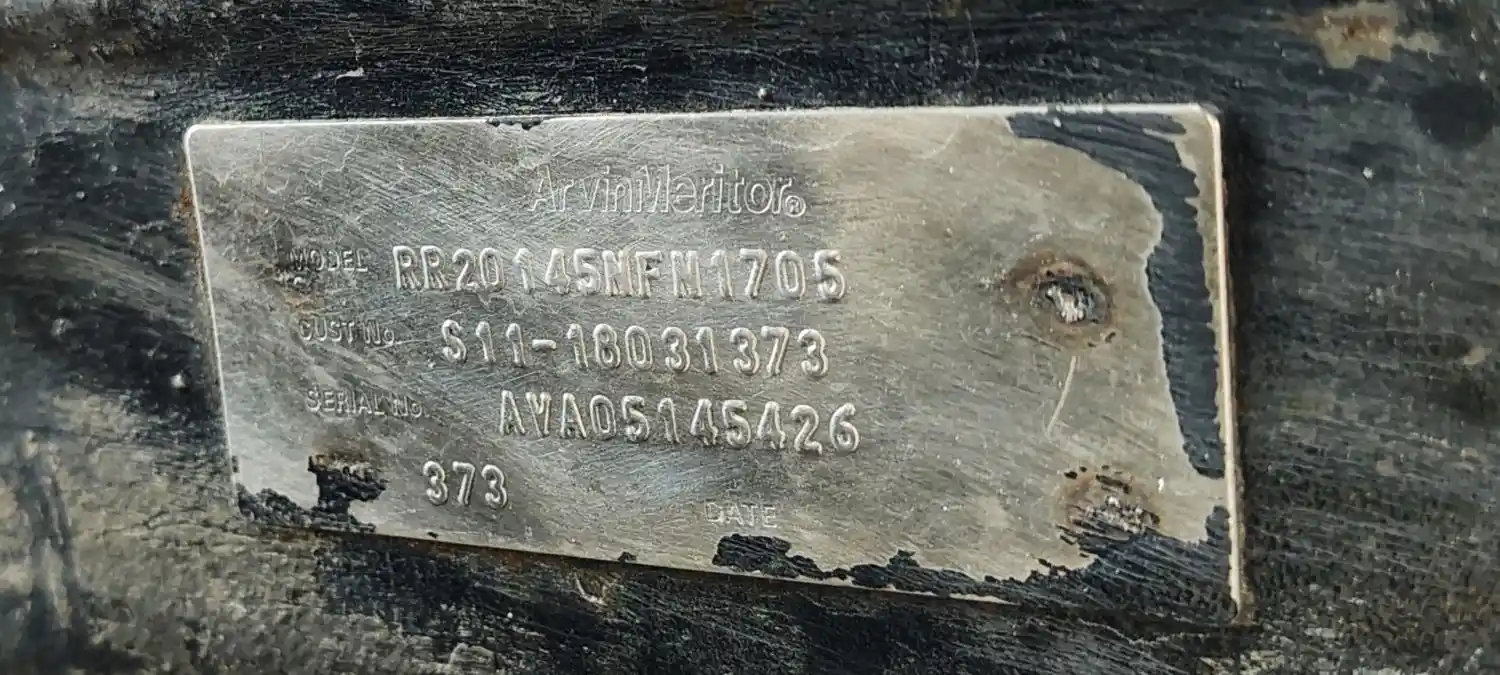 ArvinMeritor®
MODEL RR20145NFN1705
CUST No. S11-18031373
SERIAL No. AVA05145426
373
DATE